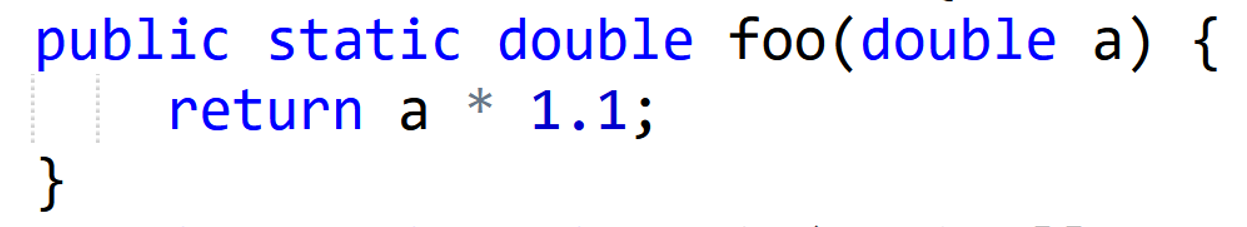 public static double foo(double a) {
    return a * 1.1;
}